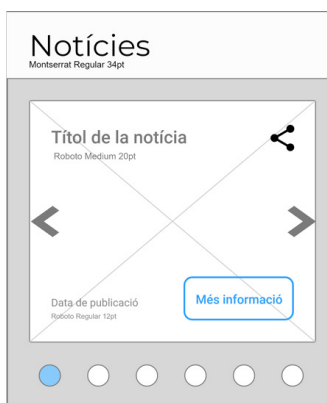 Notícies
Montserrat Regular 34pt
Títol de la notícia
Roboto Medium 20pt
Data de publicació
Roboto Regular 12pt
Més informació